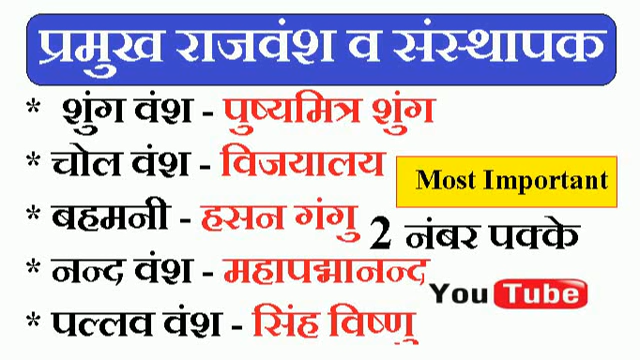 प्रमुख राजवंश व संस्थापक
* शुंग वंश - पुष्यमित्र शुंग
* चोल वंश - विजयालय
Most Important
* बहमनी - हसन गंगु
2 नंबर पक्के
* नन्द वंश - महापद्मानन्द
YouTube
* पल्लव वंश - सिंह विष्णु